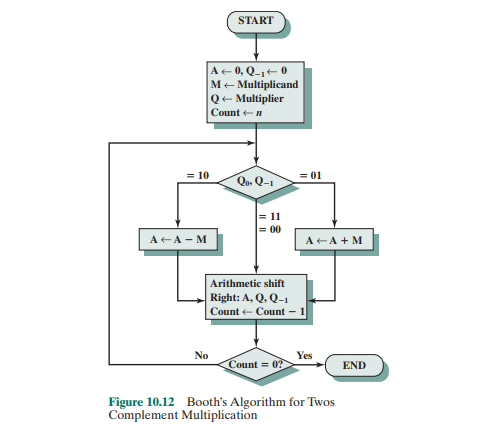 START
A ← 0, Q₋₁ ← 0
M ← Multiplicand
Q ← Multiplier
Count ← n
= 10
Q₀, Q₋₁
= 01
= 11
= 00
A ← A − M
A ← A + M
Arithmetic shift
Right: A, Q, Q₋₁
Count ← Count − 1
No
Count = 0?
Yes
END
Figure 10.12 Booth's Algorithm for Twos
Complement Multiplication